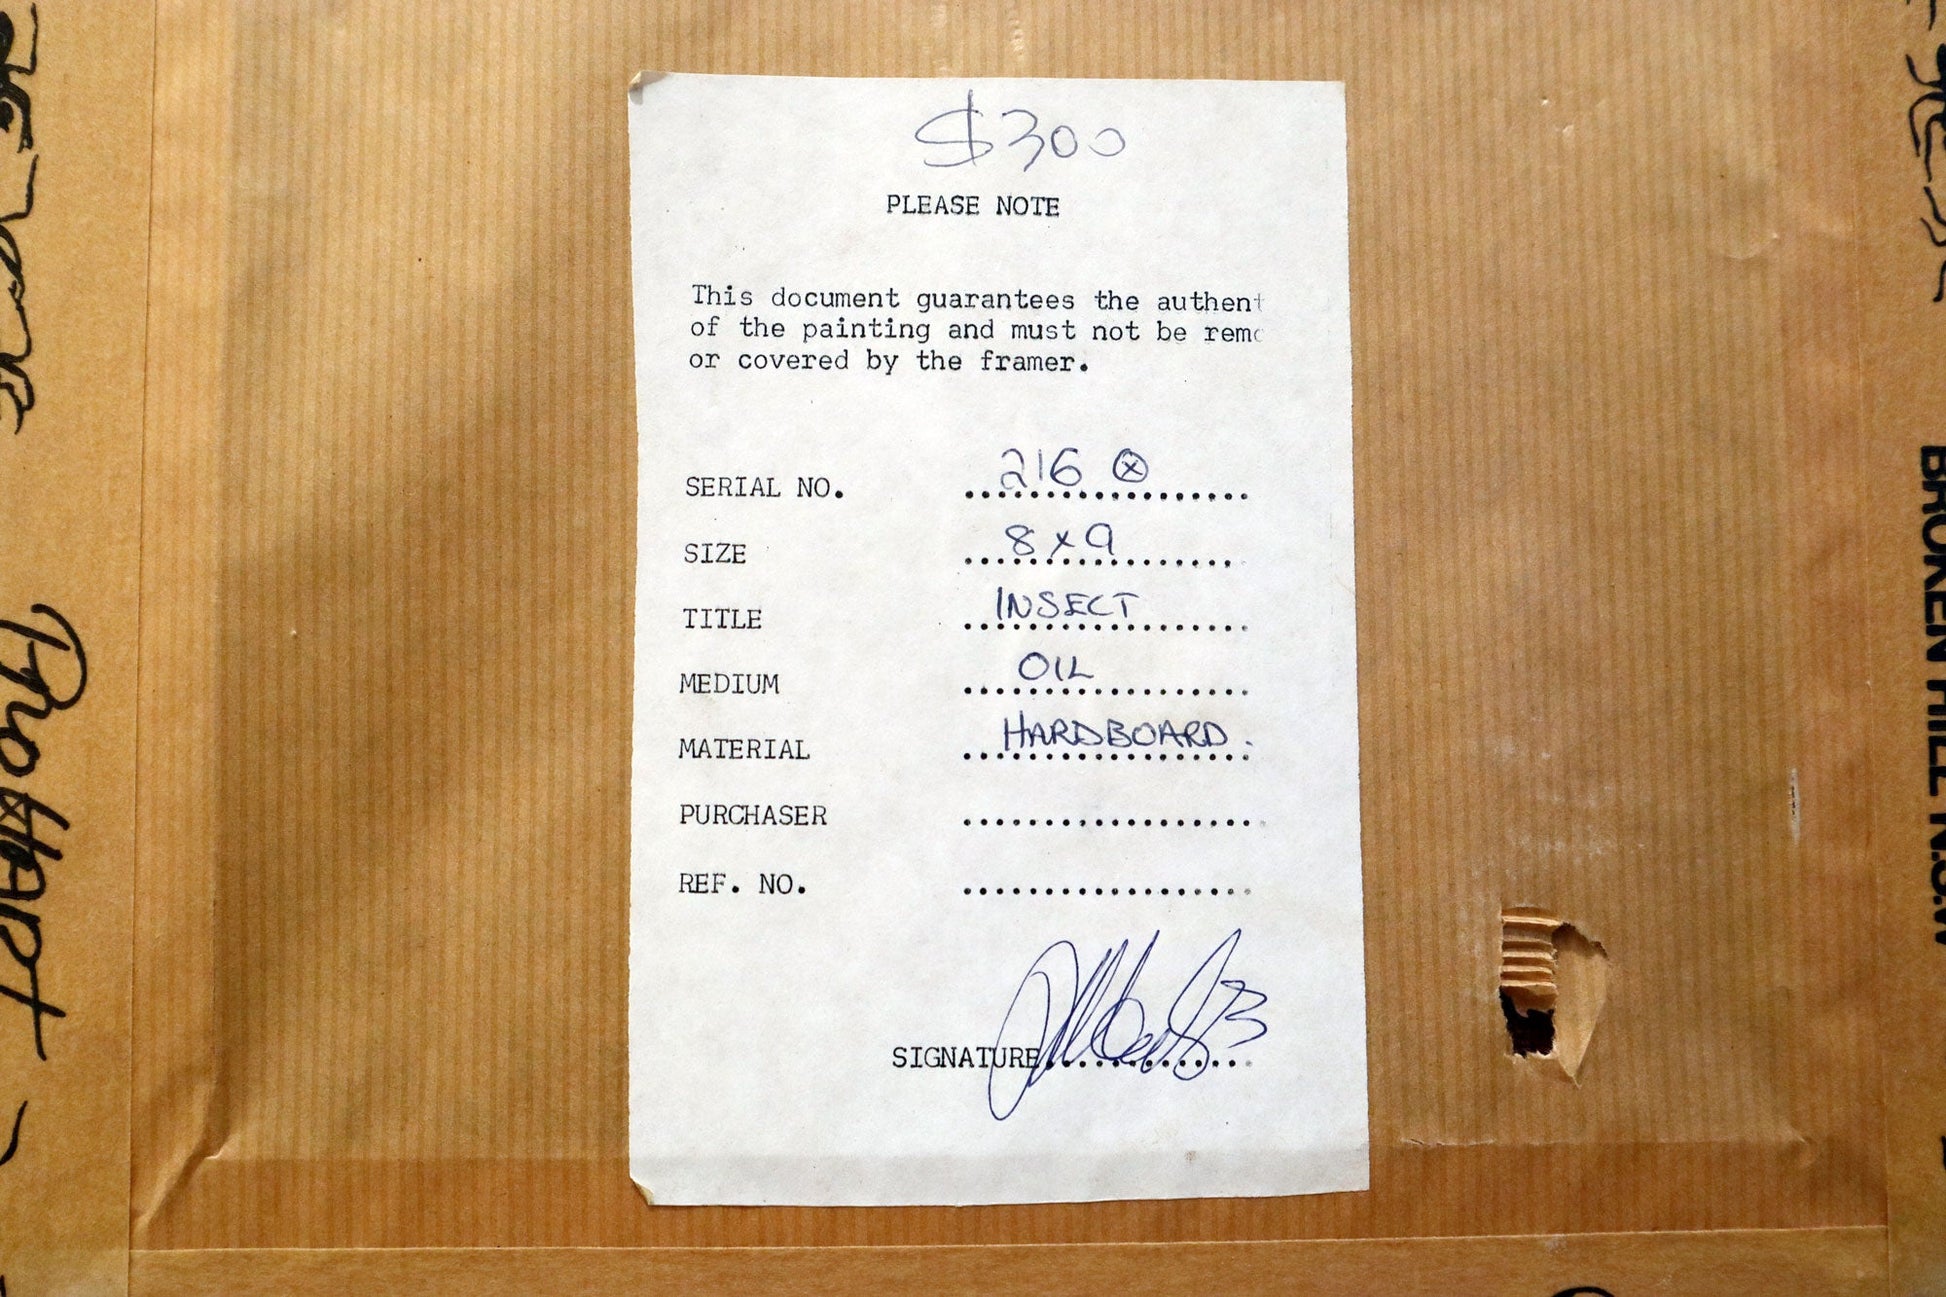 $300
PLEASE NOTE
This document guarantees the authent
of the painting and must not be remo
or covered by the framer.
SERIAL NO. 216 ⓧ
SIZE 8 x 9
TITLE INSECT
MEDIUM OIL
MATERIAL HARDBOARD.
PURCHASER
REF. NO.
SIGNATURE
Pro HART
BROKEN HILL N.S.W